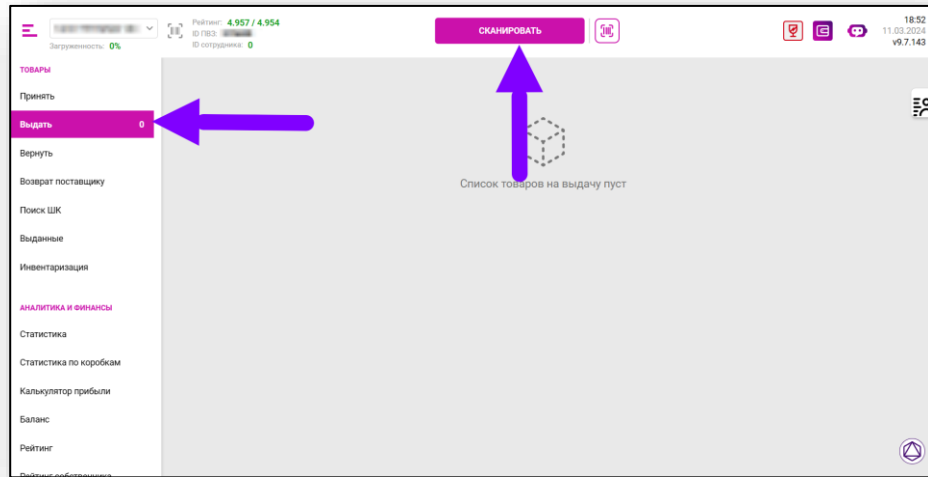 Загруженность: 0%
Рейтинг: 4.957 / 4.954
ID ПВЗ:
ID сотрудника: 0
СКАНИРОВАТЬ
18:52
11.03.2024
v9.7.143
ТОВАРЫ
Принять
Выдать 0
Вернуть
Возврат поставщику
Поиск ШК
Выданные
Инвентаризация
АНАЛИТИКА И ФИНАНСЫ
Статистика
Статистика по коробкам
Калькулятор прибыли
Баланс
Рейтинг
Рейтинг собственника
Список товаров на выдачу пуст